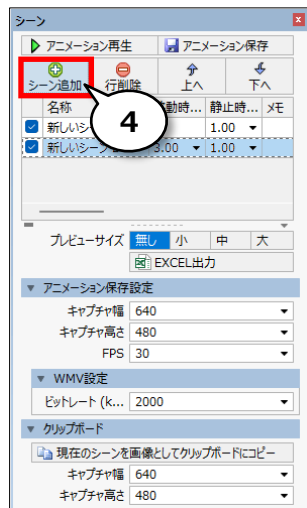 シーン
アニメーション再生 アニメーション保存
シーン追加 行削除 上へ 下へ
名称 動時... 静止時... メモ
新しいシ 1.00
新しいシーン 3.00 1.00
4
プレビューサイズ 無し 小 中 大
EXCEL出力
アニメーション保存設定
キャプチャ幅 640
キャプチャ高さ 480
FPS 30
WMV設定
ビットレート (k... 2000
クリップボード
現在のシーンを画像としてクリップボードにコピー
キャプチャ幅 640
キャプチャ高さ 480